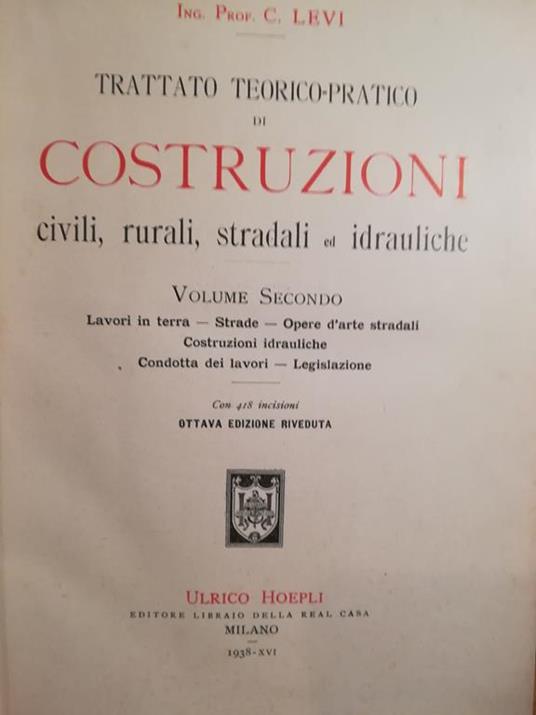 ING. PROF. C. LEVI
TRATTATO TEORICO-PRATICO
DI
COSTRUZIONI
civili, rurali, stradali ed idrauliche
VOLUME SECONDO
Lavori in terra — Strade — Opere d'arte stradali
Costruzioni idrauliche
Condotta dei lavori — Legislazione
Con 418 incisioni
OTTAVA EDIZIONE RIVEDUTA
ULRICO HOEPLI
EDITORE LIBRAIO DELLA REAL CASA
MILANO
1938-XVI